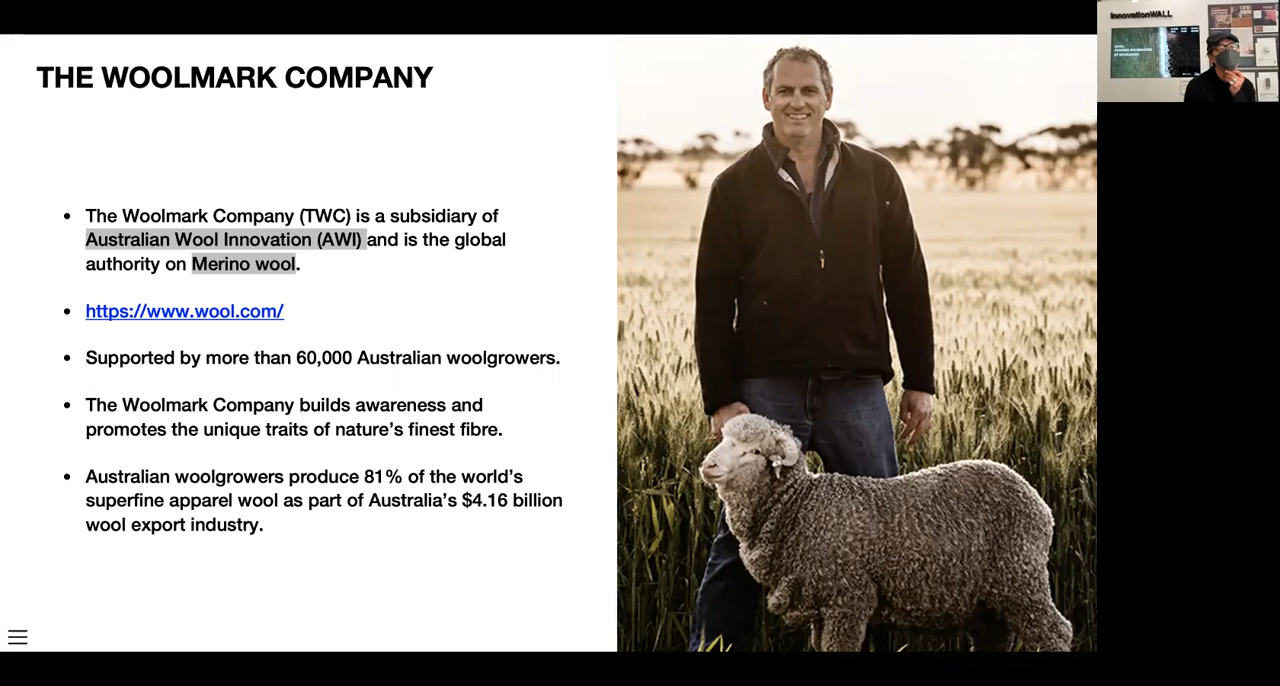 THE WOOLMARK COMPANY
• The Woolmark Company (TWC) is a subsidiary of
Australian Wool Innovation (AWI) and is the global
authority on Merino wool.
• https://www.wool.com/
• Supported by more than 60,000 Australian woolgrowers.
• The Woolmark Company builds awareness and
promotes the unique traits of nature’s finest fibre.
• Australian woolgrowers produce 81% of the world’s
superfine apparel wool as part of Australia’s $4.16 billion
wool export industry.
InnovationWALL